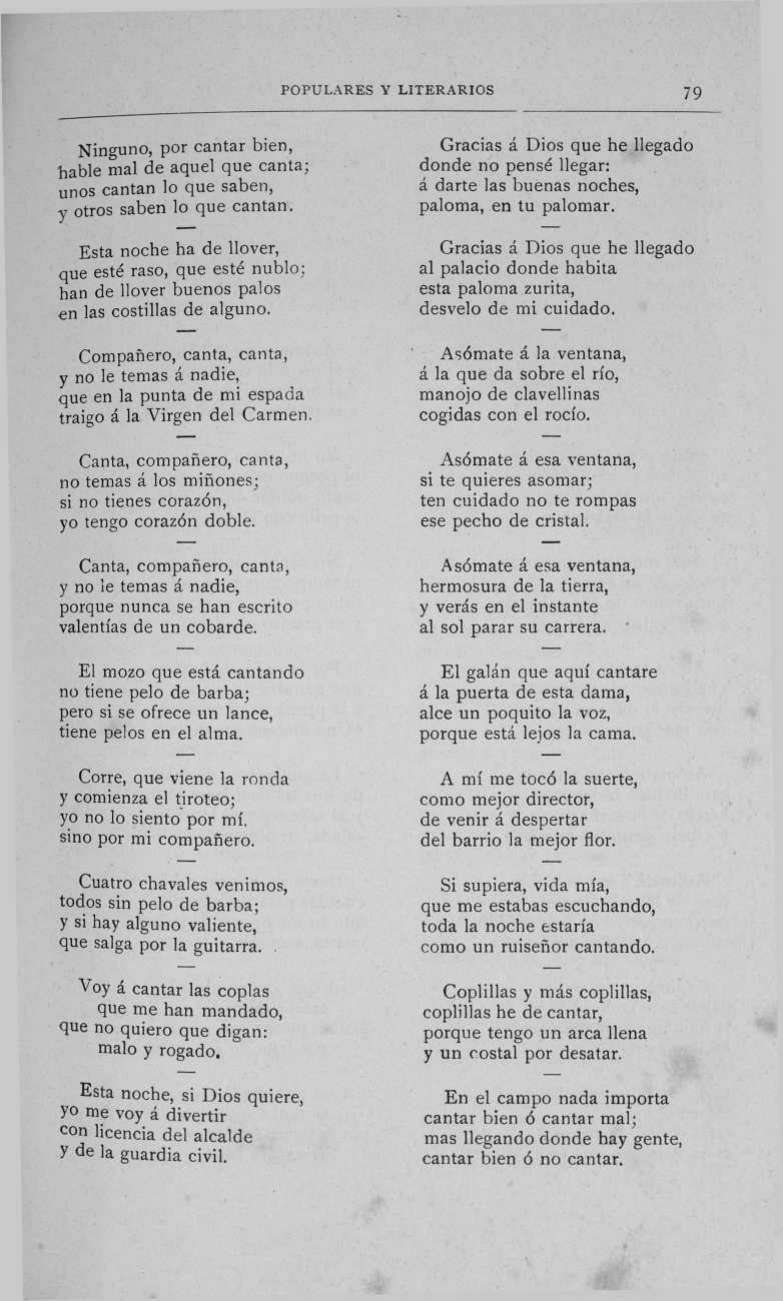 POPULARES Y LITERARIOS 79
Ninguno, por cantar bien,
hable mal de aquel que canta;
unos cantan lo que saben,
y otros saben lo que cantan.
—
Esta noche ha de llover,
que esté raso, que esté nublo;
han de llover buenos palos
en las costillas de alguno.
—
Compañero, canta, canta,
y no le temas á nadie,
que en la punta de mi espada
traigo á la Virgen del Carmen.
—
Canta, compañero, canta,
no temas á los miñones;
si no tienes corazón,
yo tengo corazón doble.
—
Canta, compañero, canta,
y no le temas á nadie,
porque nunca se han escrito
valentías de un cobarde.
—
El mozo que está cantando
no tiene pelo de barba;
pero si se ofrece un lance,
tiene pelos en el alma.
—
Corre, que viene la ronda
y comienza el tiroteo;
yo no lo siento por mí,
sino por mi compañero.
—
Cuatro chavales venimos,
todos sin pelo de barba;
y si hay alguno valiente,
que salga por la guitarra.
—
Voy á cantar las coplas
que me han mandado,
que no quiero que digan:
malo y rogado.
—
Esta noche, si Dios quiere,
yo me voy á divertir
con licencia del alcalde
y de la guardia civil.
Gracias á Dios que he llegado
donde no pensé llegar:
á darte las buenas noches,
paloma, en tu palomar.
—
Gracias á Dios que he llegado
al palacio donde habita
esta paloma zurita,
desvelo de mi cuidado.
—
Asómate á la ventana,
á la que da sobre el río,
manojo de clavellinas
cogidas con el rocío.
—
Asómate á esa ventana,
si te quieres asomar;
ten cuidado no te rompas
ese pecho de cristal.
—
Asómate á esa ventana,
hermosura de la tierra,
y verás en el instante
al sol parar su carrera.
—
El galán que aquí cantare
á la puerta de esta dama,
alce un poquito la voz,
porque está lejos la cama.
—
A mí me tocó la suerte,
como mejor director,
de venir á despertar
del barrio la mejor flor.
—
Si supiera, vida mía,
que me estabas escuchando,
toda la noche estaría
como un ruiseñor cantando.
—
Coplillas y más coplillas,
coplillas he de cantar,
porque tengo un arca llena
y un costal por desatar.
—
En el campo nada importa
cantar bien ó cantar mal;
mas llegando donde hay gente,
cantar bien ó no cantar.